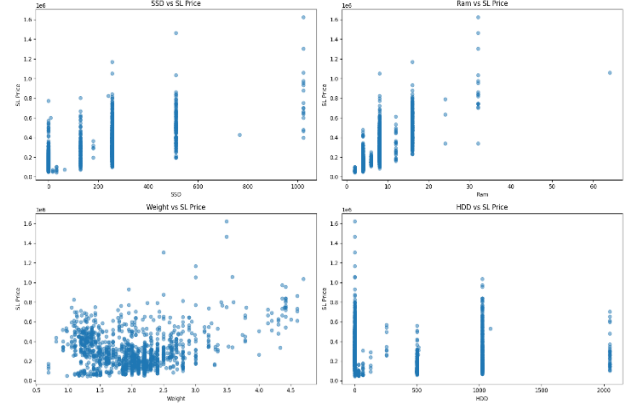 SSD vs SL Price
1e6
1.6
1.4
1.2
1.0
0.8
0.6
0.4
0.2
0.0
SL Price
0 200 400 600 800 1000
SSD
Ram vs SL Price
1e6
1.6
1.4
1.2
1.0
0.8
0.6
0.4
0.2
0.0
SL Price
0 10 20 30 40 50 60
Ram
Weight vs SL Price
1e6
1.6
1.4
1.2
1.0
0.8
0.6
0.4
0.2
0.0
SL Price
0.5 1.0 1.5 2.0 2.5 3.0 3.5 4.0 4.5
Weight
HDD vs SL Price
1e6
1.6
1.4
1.2
1.0
0.8
0.6
0.4
0.2
0.0
SL Price
0 500 1000 1500 2000
HDD